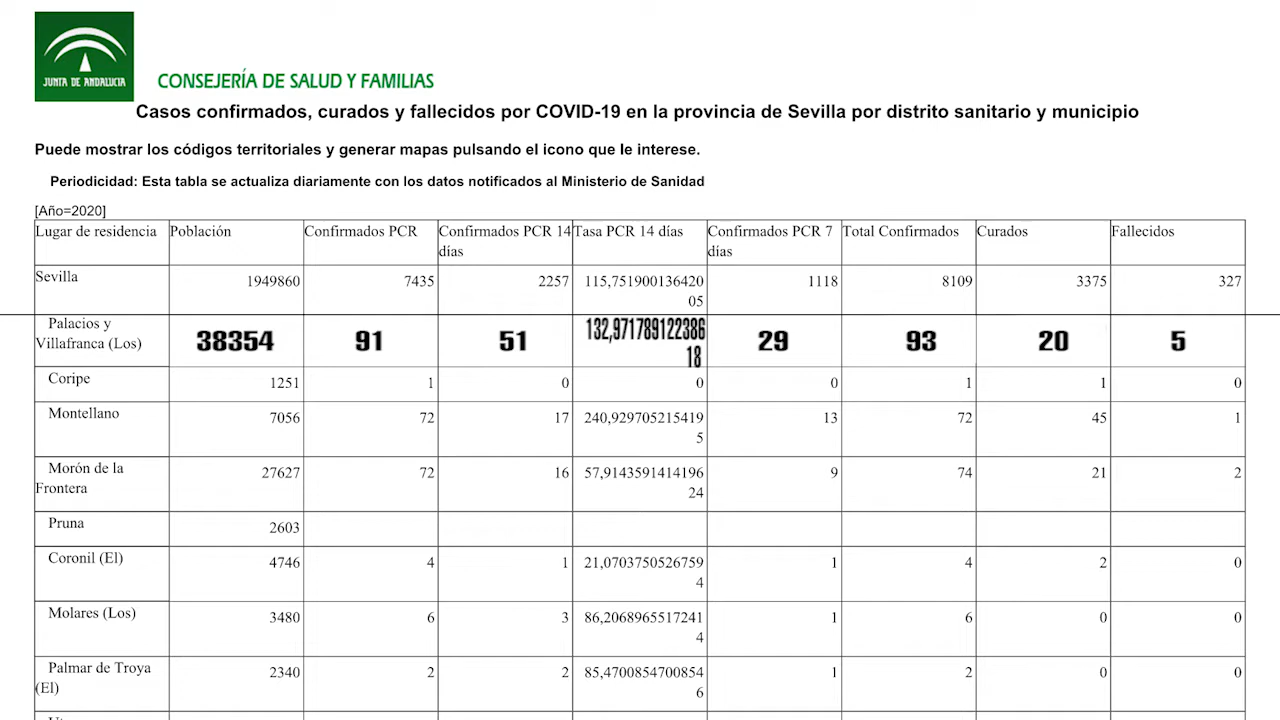 JUNTA DE ANDALUCIA
CONSEJERÍA DE SALUD Y FAMILIAS
Casos confirmados, curados y fallecidos por COVID-19 en la provincia de Sevilla por distrito sanitario y municipio
Puede mostrar los códigos territoriales y generar mapas pulsando el icono que le interese.
Periodicidad: Esta tabla se actualiza diariamente con los datos notificados al Ministerio de Sanidad
[Año=2020]
Lugar de residencia Población Confirmados PCR Confirmados PCR 14 Tasa PCR 14 días Confirmados PCR 7 Total Confirmados Curados Fallecidos
días días
Sevilla 1949860 7435 2257 115,751900136420 1118 8109 3375 327
05
Palacios y 132,971789122386
Villafranca (Los) 38354 91 51 29 93 20 5
18
Coripe 1251 1 0 0 0 1 1 0
Montellano 7056 72 17 240,929705215419 13 72 45 1
5
Morón de la 27627 72 16 57,9143591414196 9 74 21 2
Frontera 24
Pruna 2603
Coronil (El) 4746 4 1 21,0703750526759 1 4 2 0
4
Molares (Los) 3480 6 3 86,2068965517241 1 6 0 0
4
Palmar de Troya 2340 2 2 85,4700854700854 1 2 0 0
(El) 6